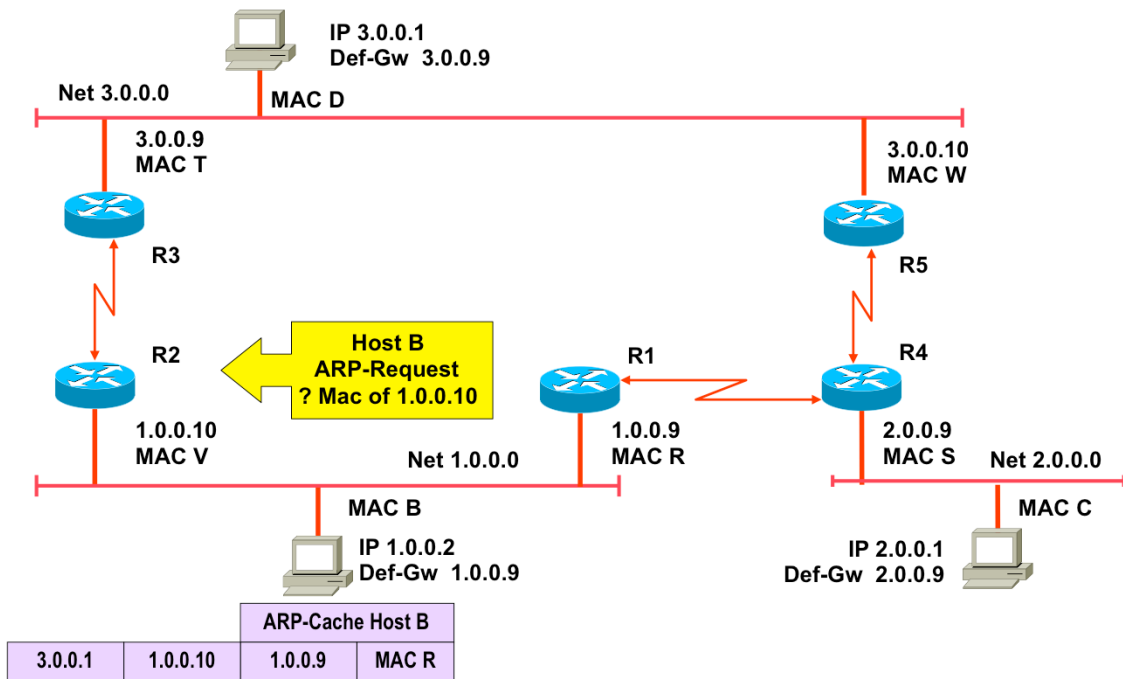 IP 3.0.0.1
Def-Gw 3.0.0.9
Net 3.0.0.0
MAC D
3.0.0.9
MAC T
3.0.0.10
MAC W
R3
R5
Host B
ARP-Request
? Mac of 1.0.0.10
R2
R1
R4
1.0.0.10
MAC V
1.0.0.9
MAC R
2.0.0.9
MAC S
Net 1.0.0.0
Net 2.0.0.0
MAC B
MAC C
IP 1.0.0.2
Def-Gw 1.0.0.9
IP 2.0.0.1
Def-Gw 2.0.0.9
ARP-Cache Host B
3.0.0.1 1.0.0.10 1.0.0.9 MAC R